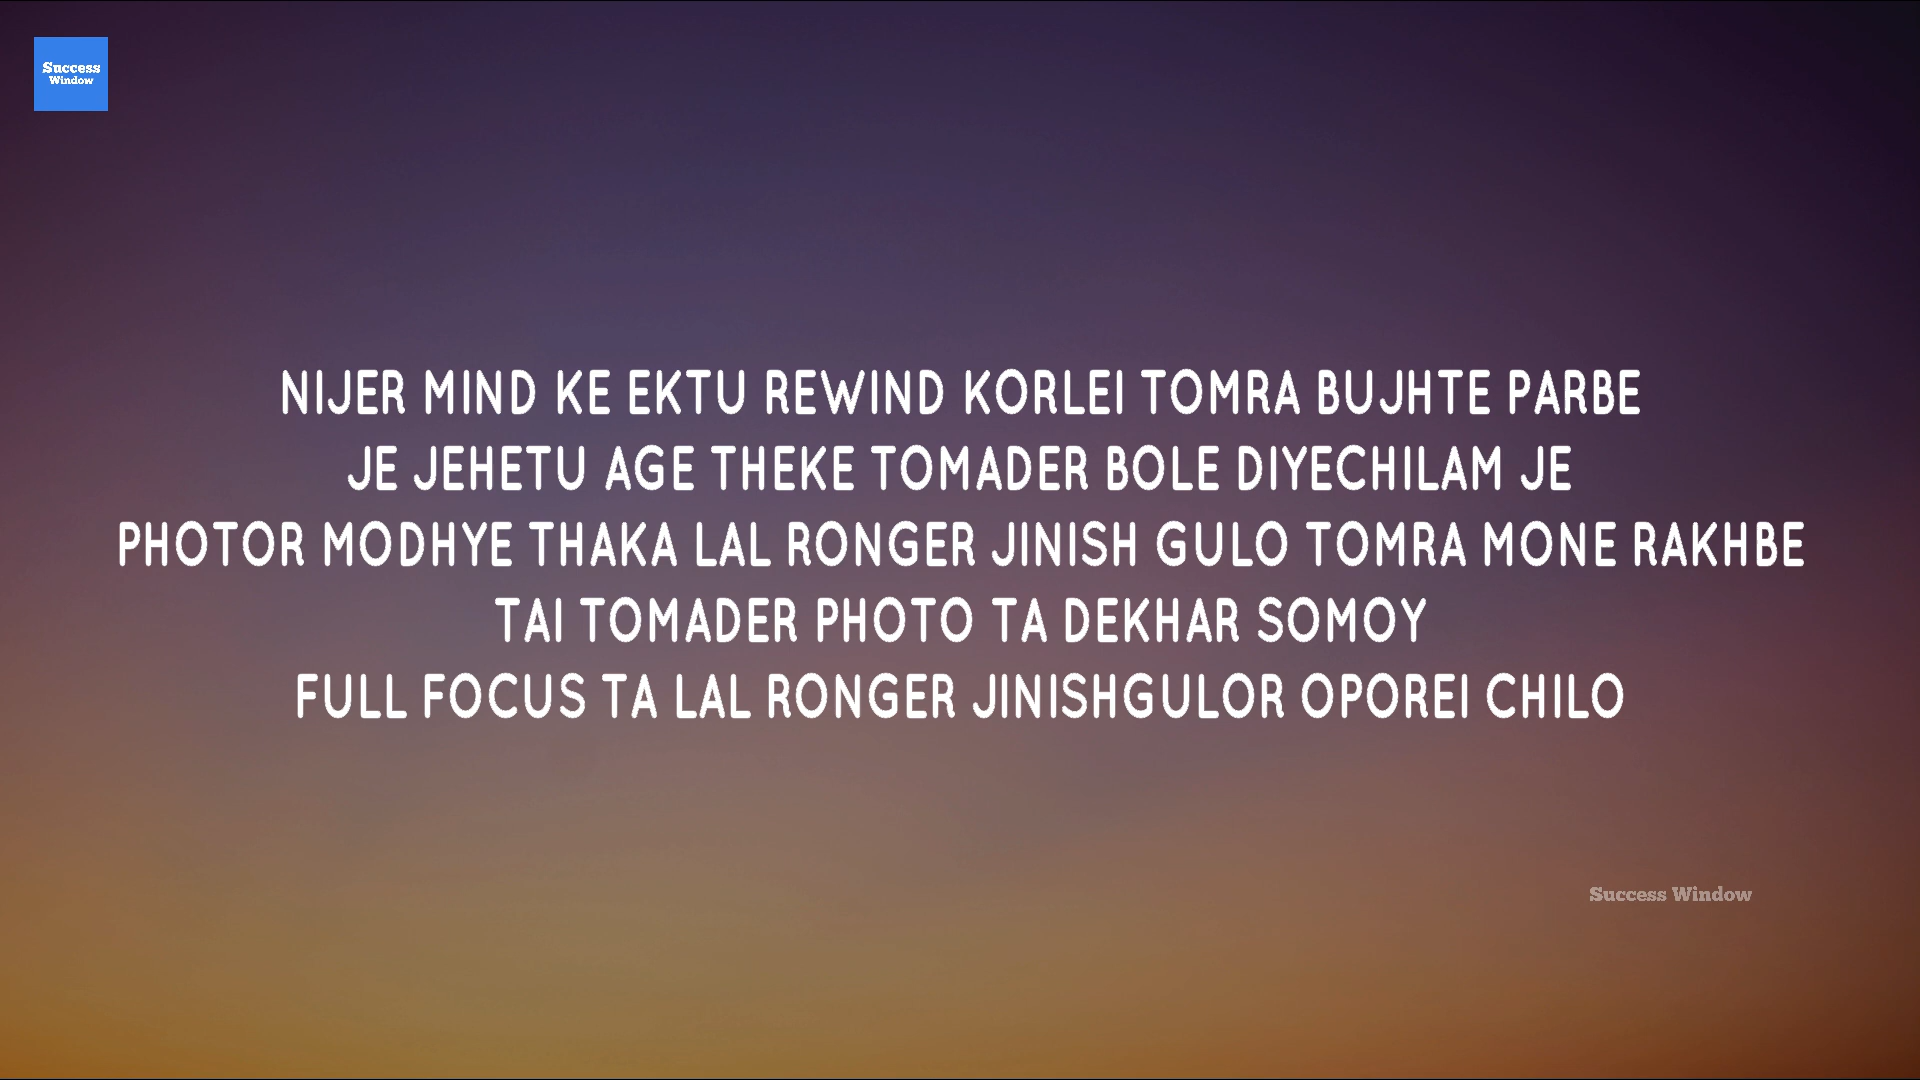 Success
Window
NIJER MIND KE EKTU REWIND KORLEI TOMRA BUJHTE PARBE
JE JEHETU AGE THEKE TOMADER BOLE DIYECHILAM JE
PHOTOR MODHYE THAKA LAL RONGER JINISH GULO TOMRA MONE RAKHBE
TAI TOMADER PHOTO TA DEKHAR SOMOY
FULL FOCUS TA LAL RONGER JINISHGULOR OPOREI CHILO
Success Window